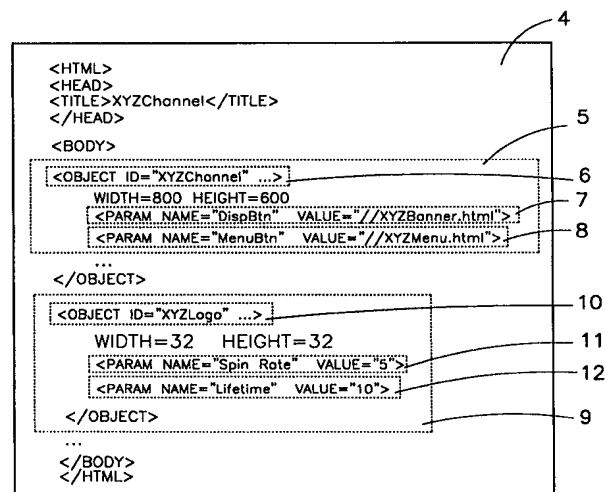 4
<HTML>
<HEAD>
<TITLE>XYZChannel</TITLE>
</HEAD>
<BODY>
5
<OBJECT ID="XYZChannel" ...>
6
WIDTH=800 HEIGHT=600
7
<PARAM NAME="DispBtn" VALUE="//XYZBanner.html">
<PARAM NAME="MenuBtn" VALUE="//XYZMenu.html">
8
...
</OBJECT>
<OBJECT ID="XYZLogo" ...>
10
WIDTH=32 HEIGHT=32
11
<PARAM NAME="Spin Rate" VALUE="5">
<PARAM NAME="Lifetime" VALUE="10">
12
</OBJECT>
9
...
</BODY>
</HTML>